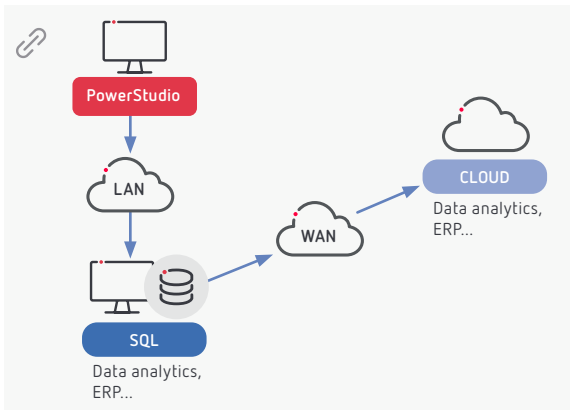 PowerStudio
LAN
SQL
Data analytics,
ERP...
WAN
CLOUD
Data analytics,
ERP...